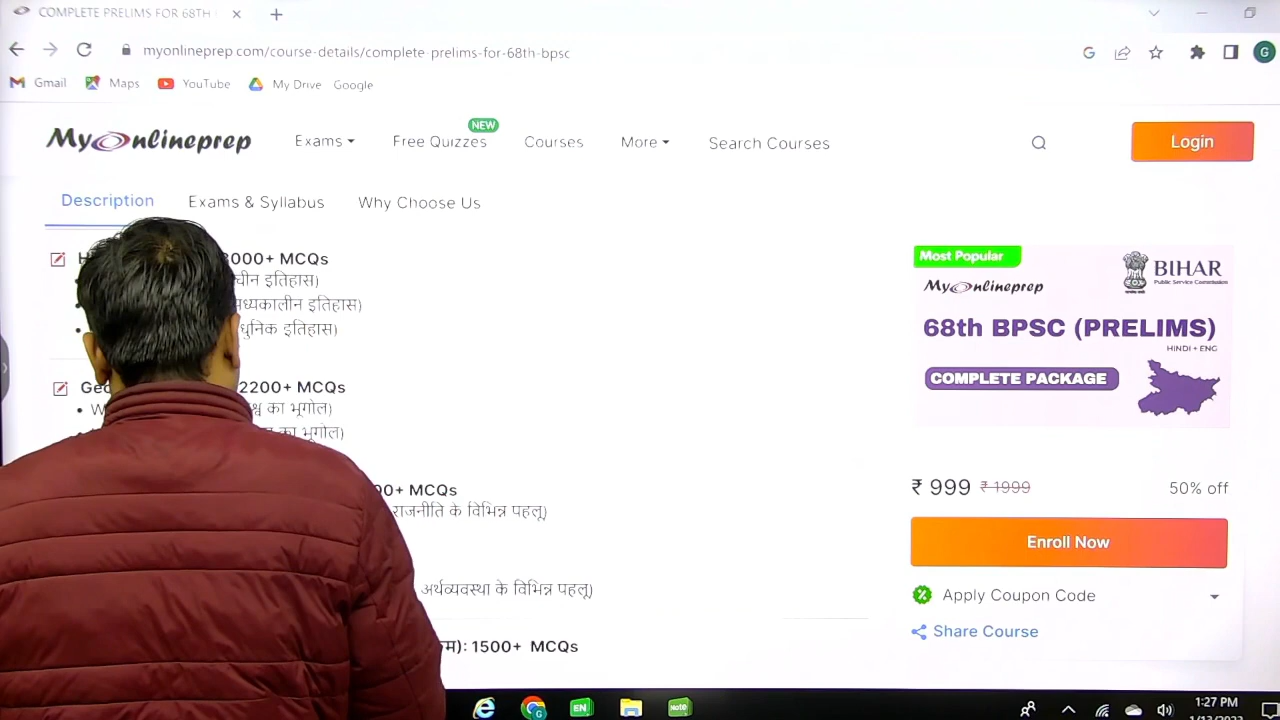 COMPLETE PRELIMS FOR 68TH
myonlineprep.com/course-details/complete-prelims-for-68th-bpsc
G
Gmail Maps YouTube My Drive Google
Myonlineprep Exams Free Quizzes NEW Courses More Search Courses Login
Description Exams & Syllabus Why Choose Us
3000+ MCQs
इतिहास)
मध्यकालीन इतिहास)
इतिहास)
2200+ MCQs
का भूगोल)
का भूगोल)
MCQs
राजनीति के विभिन्न पहलू)
अर्थव्यवस्था के विभिन्न पहलू)
1500+ MCQs
Most Popular
Myonlineprep
BIHAR
Public Service Commission
68th BPSC (PRELIMS)
HINDI + ENG
COMPLETE PACKAGE
₹ 999 ₹ 1999 50% off
Enroll Now
Apply Coupon Code
Share Course
EN
Note
1:27 PM